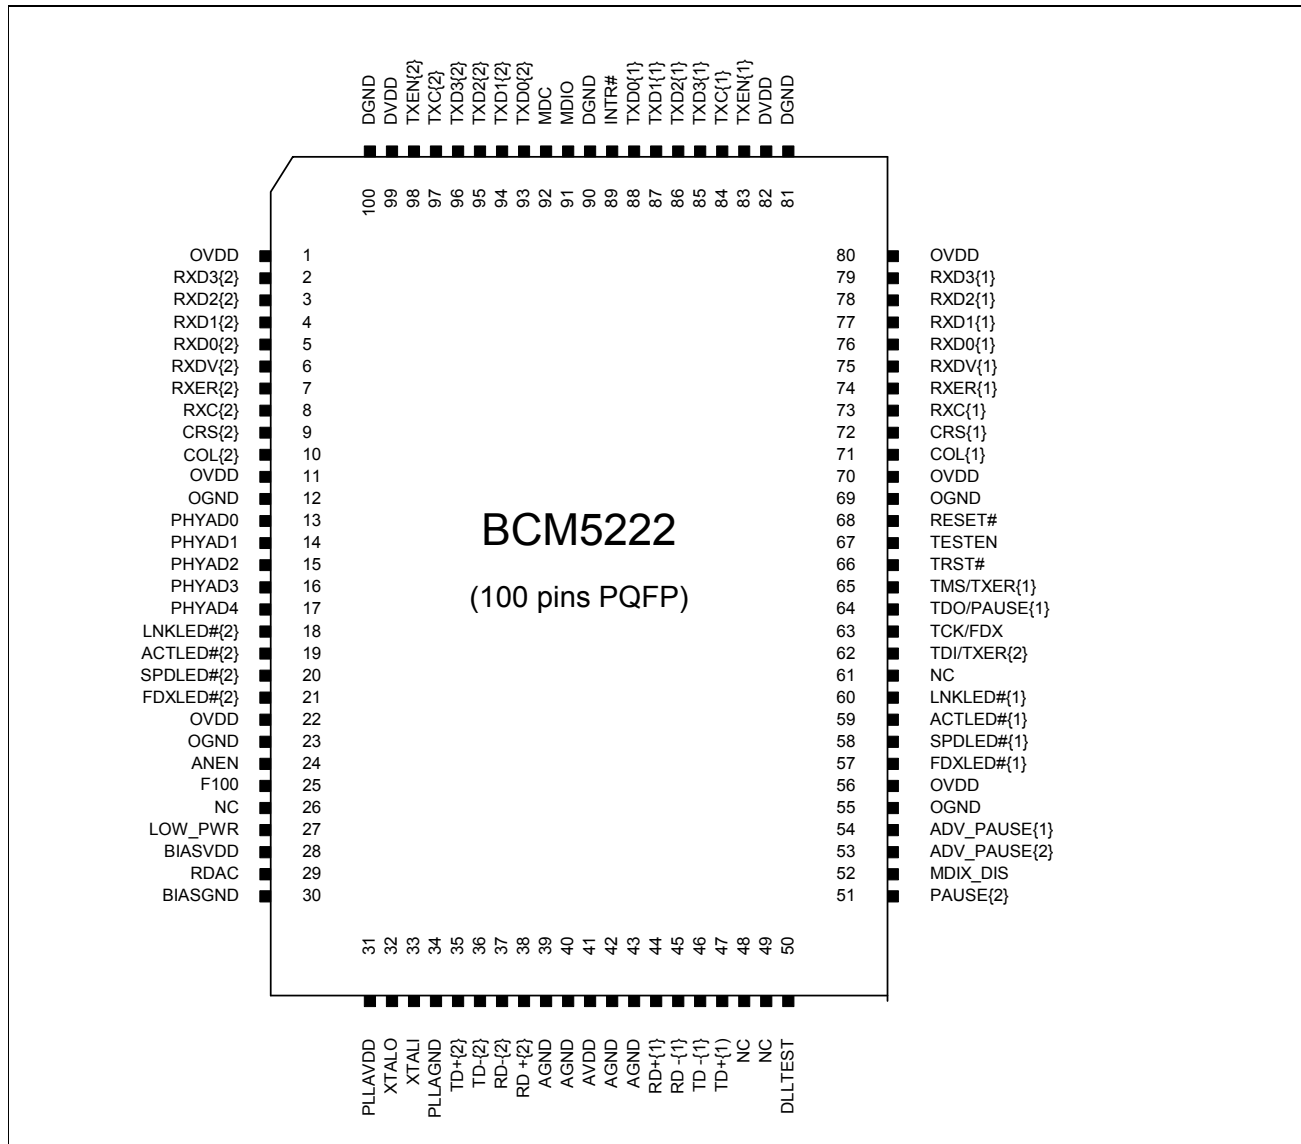 DGND
DVDD
TXEN{2}
TXC{2}
TXD3{2}
TXD2{2}
TXD1{2}
TXD0{2}
MDC
MDIO
DGND
INTR#
TXD0{1}
TXD1{1}
TXD2{1}
TXD3{1}
TXC{1}
TXEN{1}
DVDD
DGND
100 99 98 97 96 95 94 93 92 91 90 89 88 87 86 85 84 83 82 81
OVDD 1 80 OVDD
RXD3{2} 2 79 RXD3{1}
RXD2{2} 3 78 RXD2{1}
RXD1{2} 4 77 RXD1{1}
RXD0{2} 5 76 RXD0{1}
RXDV{2} 6 75 RXDV{1}
RXER{2} 7 74 RXER{1}
RXC{2} 8 73 RXC{1}
CRS{2} 9 72 CRS{1}
COL{2} 10 71 COL{1}
OVDD 11 70 OVDD
OGND 12 69 OGND
PHYAD0 13 68 RESET#
PHYAD1 14 67 TESTEN
PHYAD2 15 66 TRST#
PHYAD3 16 65 TMS/TXER{1}
PHYAD4 17 64 TDO/PAUSE{1}
LNKLED#{2} 18 63 TCK/FDX
ACTLED#{2} 19 62 TDI/TXER{2}
SPDLED#{2} 20 61 NC
FDXLED#{2} 21 60 LNKLED#{1}
OVDD 22 59 ACTLED#{1}
OGND 23 58 SPDLED#{1}
ANEN 24 57 FDXLED#{1}
F100 25 56 OVDD
NC 26 55 OGND
LOW_PWR 27 54 ADV_PAUSE{1}
BIASVDD 28 53 ADV_PAUSE{2}
RDAC 29 52 MDIX_DIS
BIASGND 30 51 PAUSE{2}
BCM5222
(100 pins PQFP)
31 32 33 34 35 36 37 38 39 40 41 42 43 44 45 46 47 48 49 50
PLLAVDD
XTALO
XTALI
PLLAGND
TD+{2}
TD-{2}
RD-{2}
RD +{2}
AGND
AGND
AVDD
AGND
AGND
RD+{1}
RD -{1}
TD -{1}
TD+{1)
NC
NC
DLLTEST